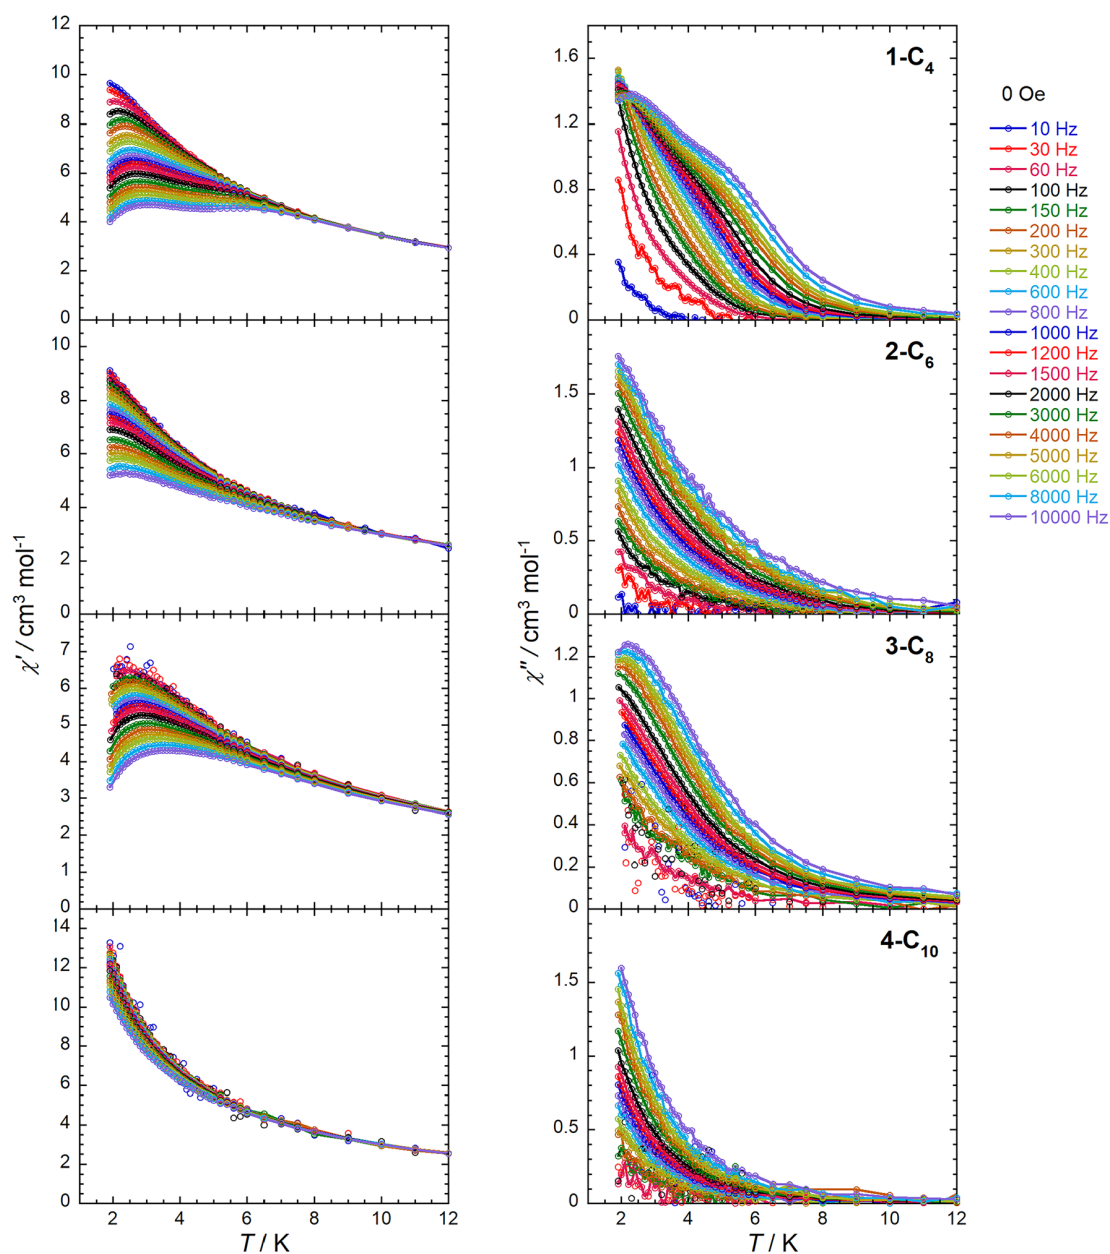 12
10
8
6
4
2
0
1.6
1.2
0.8
0.4
0
1-C4
0 Oe
10 Hz
30 Hz
60 Hz
100 Hz
150 Hz
200 Hz
300 Hz
400 Hz
600 Hz
800 Hz
1000 Hz
1200 Hz
1500 Hz
2000 Hz
3000 Hz
4000 Hz
5000 Hz
6000 Hz
8000 Hz
10000 Hz
10
8
6
4
2
0
1.5
1
0.5
0
2-C6
χ′ / cm3 mol-1
χ″ / cm3 mol-1
7
6
5
4
3
2
1
0
1.2
1
0.8
0.6
0.4
0.2
0
3-C8
14
12
10
8
6
4
2
0
1.5
1
0.5
0
4-C10
2 4 6 8 10 12
T / K
2 4 6 8 10 12
T / K